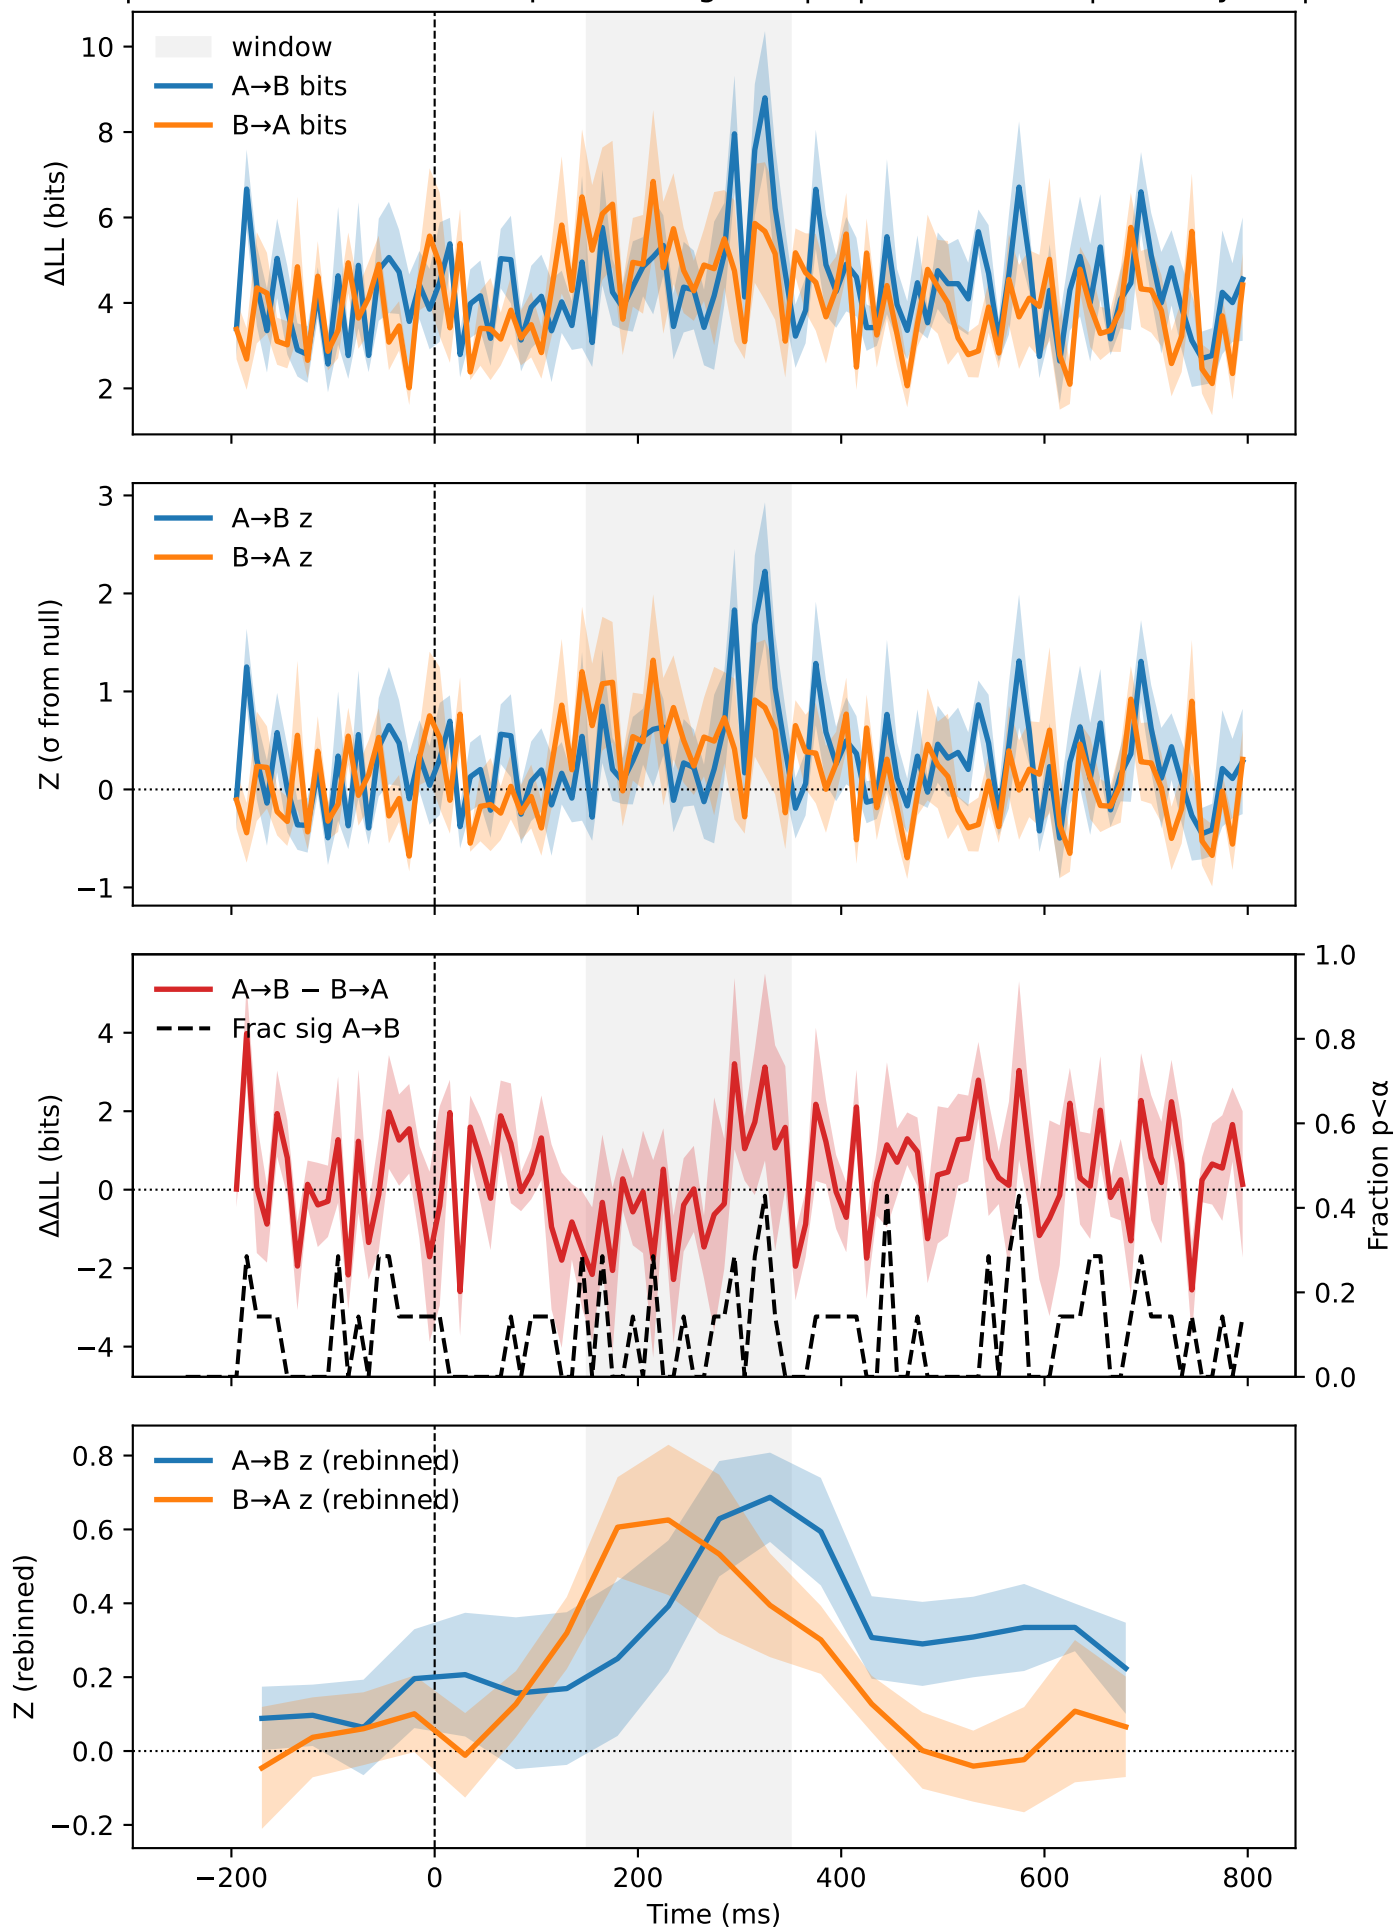 10
8
6
4
2
ΔLL (bits)
window
A→B bits
B→A bits
3
2
1
0
−1
Z (σ from null)
A→B z
B→A z
4
2
0
−2
−4
ΔΔLL (bits)
A→B − B→A
Frac sig A→B
1.0
0.8
0.6
0.4
0.2
0.0
Fraction p<α
0.8
0.6
0.4
0.2
0.0
−0.2
Z (rebinned)
A→B z (rebinned)
B→A z (rebinned)
−200 0 200 400 600 800
Time (ms)